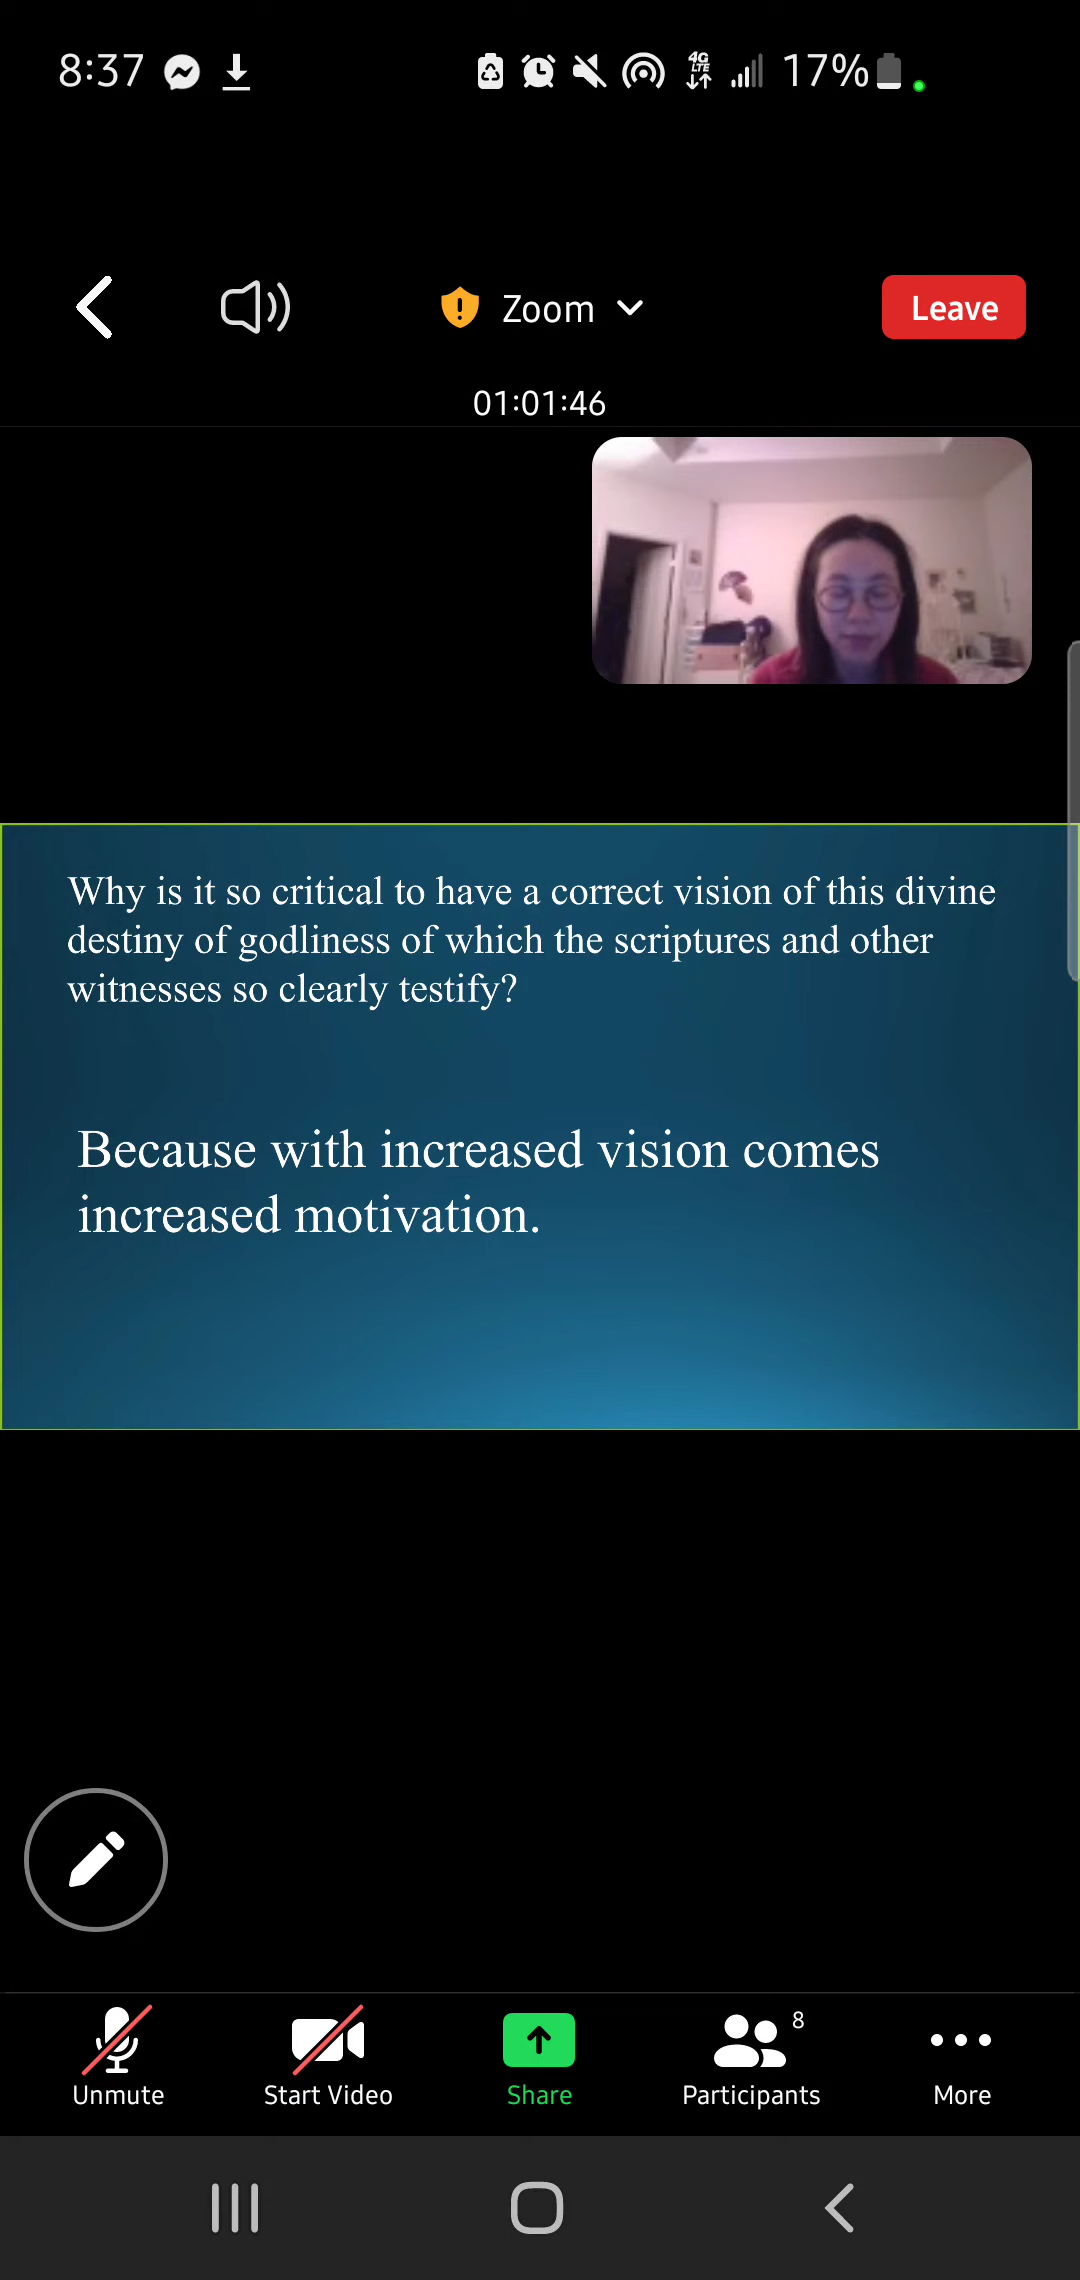 8:37
4G
LTE
17%
Zoom
Leave
01:01:46
Why is it so critical to have a correct vision of this divine
destiny of godliness of which the scriptures and other
witnesses so clearly testify?
Because with increased vision comes
increased motivation.
8
Unmute
Start Video
Share
Participants
More